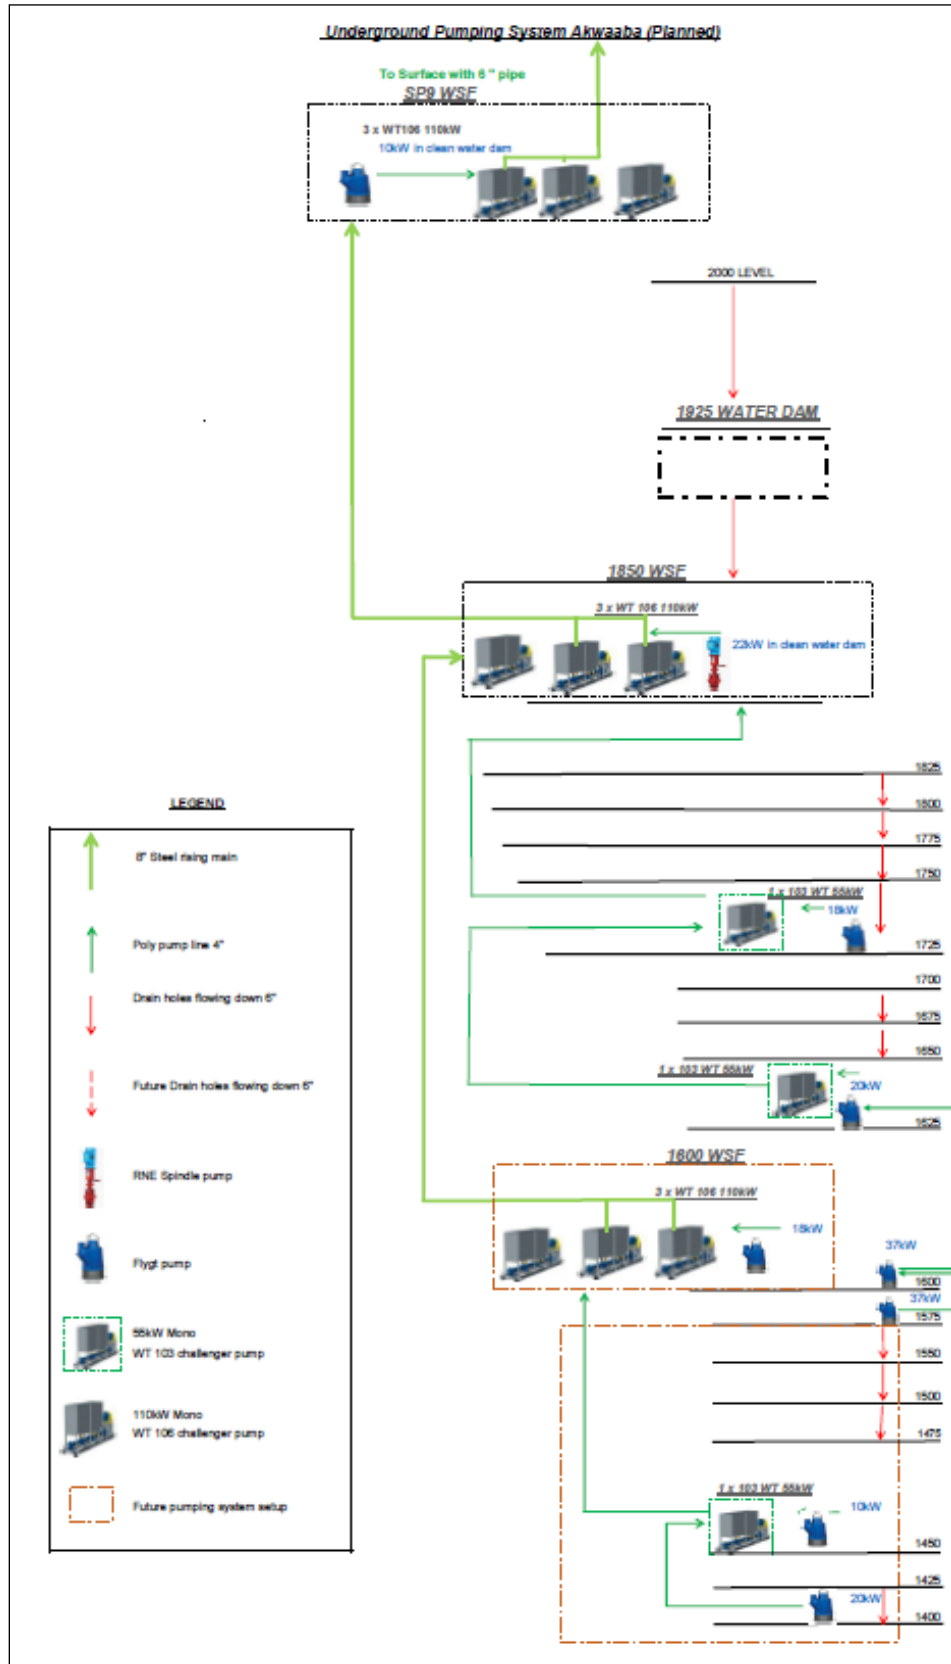 Underground Pumping System Akwaaba (Planned)
To Surface with 6 " pipe
SP9 WSF
3 x WT106 110kW
10kW in clean water dam
2000 LEVEL
1925 WATER DAM
1850 WSF
3 x WT 106 110kW
22kW in clean water dam
1825
1800
1775
1750
1 x 103 WT 55kW
18kW
1725
1700
1675
1650
1 x 103 WT 55kW
20kW
1625
1600 WSF
3 x WT 106 110kW
18kW
37kW
1600
37kW
1575
1550
1500
1475
1 x 103 WT 55kW
10kW
1450
1425
20kW
1400
LEGEND
8" Steel rising main
Poly pump line 4"
Drain holes flowing down 6"
Future Drain holes flowing down 6"
RNE Spindle pump
Flygt pump
55kW Mono
WT 103 challenger pump
110kW Mono
WT 106 challenger pump
Future pumping system setup